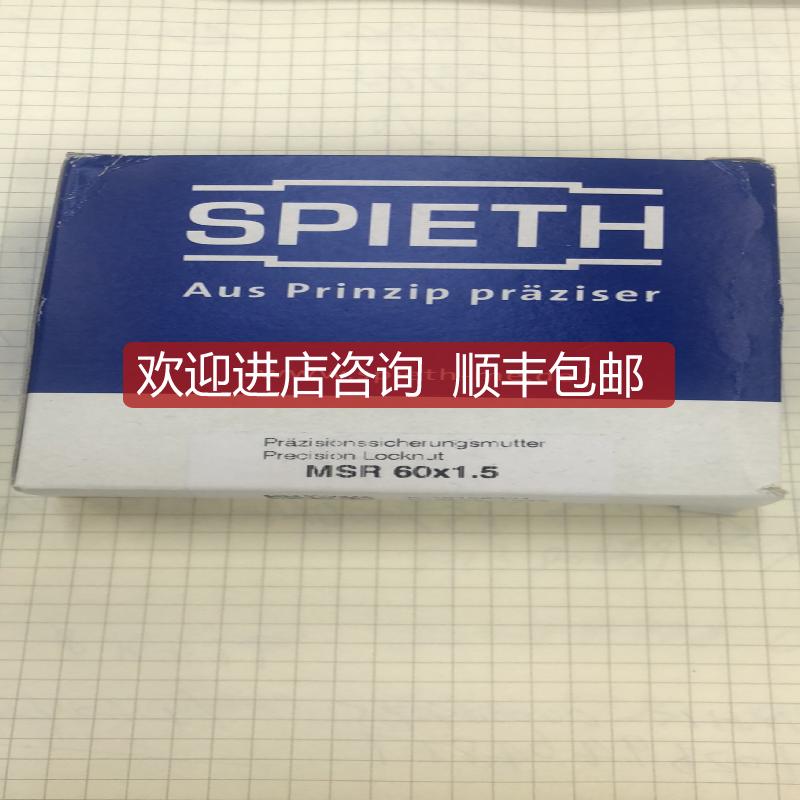 SPIETH
Aus Prinzip präziser
欢迎进店咨询 顺丰包邮
Präzisionssicherungsmutter
Precision Locknut
MSR 60x1.5